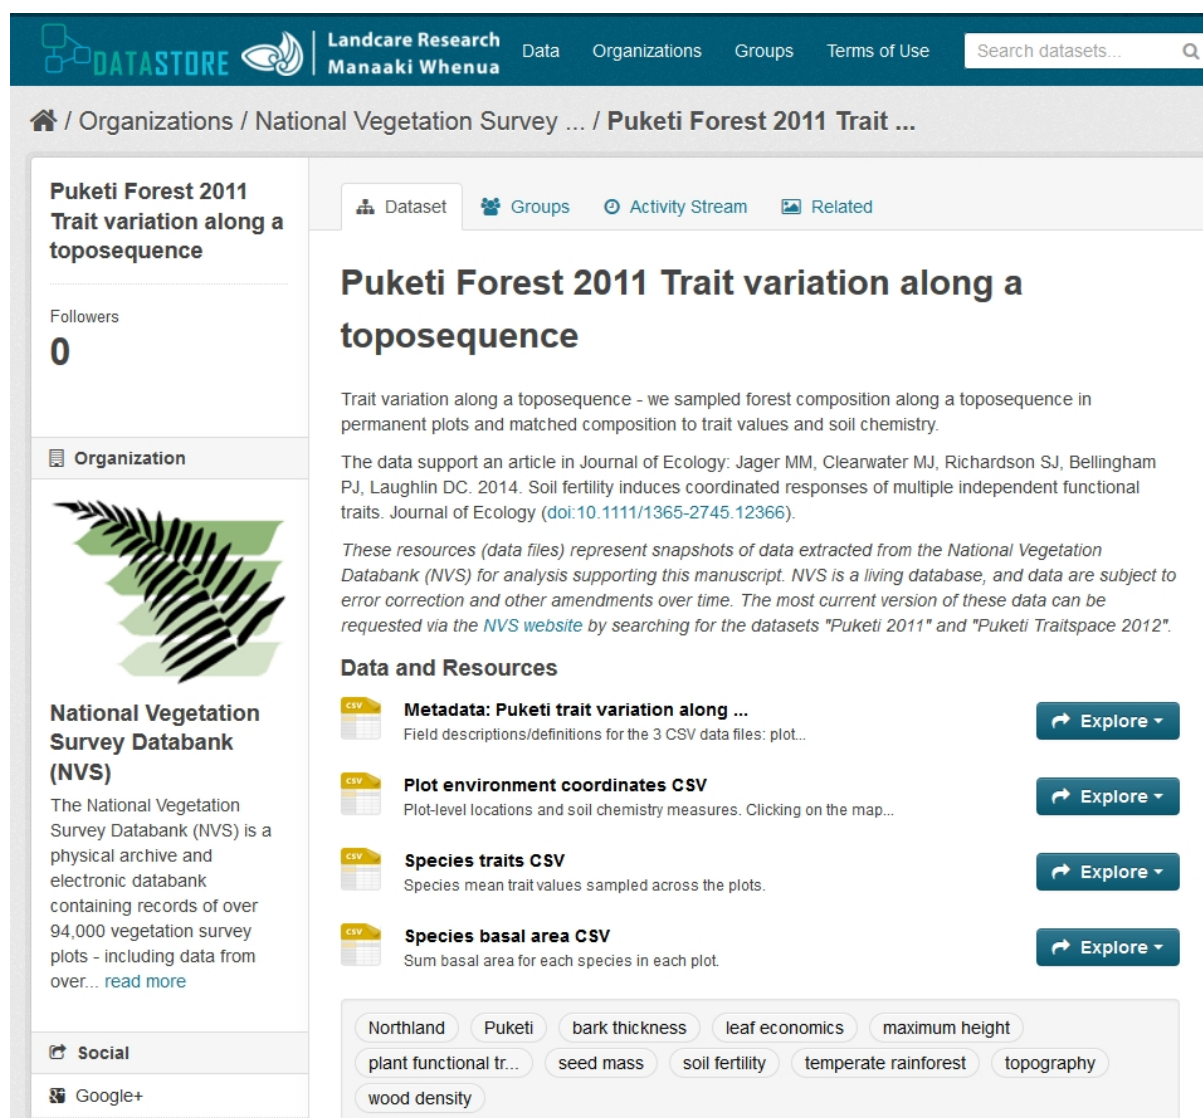 DATASTORE
Landcare Research
Manaaki Whenua
Data Organizations Groups Terms of Use Search datasets...
/ Organizations / National Vegetation Survey ... / Puketi Forest 2011 Trait ...
Puketi Forest 2011
Trait variation along a
toposequence
Followers
0
Organization
National Vegetation
Survey Databank
(NVS)
The National Vegetation
Survey Databank (NVS) is a
physical archive and
electronic databank
containing records of over
94,000 vegetation survey
plots - including data from
over... read more
Social
Google+
Dataset Groups Activity Stream Related
Puketi Forest 2011 Trait variation along a
toposequence
Trait variation along a toposequence - we sampled forest composition along a toposequence in
permanent plots and matched composition to trait values and soil chemistry.
The data support an article in Journal of Ecology: Jager MM, Clearwater MJ, Richardson SJ, Bellingham
PJ, Laughlin DC. 2014. Soil fertility induces coordinated responses of multiple independent functional
traits. Journal of Ecology (doi:10.1111/1365-2745.12366).
These resources (data files) represent snapshots of data extracted from the National Vegetation
Databank (NVS) for analysis supporting this manuscript. NVS is a living database, and data are subject to
error correction and other amendments over time. The most current version of these data can be
requested via the NVS website by searching for the datasets "Puketi 2011" and "Puketi Traitspace 2012".
Data and Resources
CSV
Metadata: Puketi trait variation along ...
Field descriptions/definitions for the 3 CSV data files: plot...
Explore
CSV
Plot environment coordinates CSV
Plot-level locations and soil chemistry measures. Clicking on the map...
Explore
CSV
Species traits CSV
Species mean trait values sampled across the plots.
Explore
CSV
Species basal area CSV
Sum basal area for each species in each plot.
Explore
Northland Puketi bark thickness leaf economics maximum height
plant functional tr... seed mass soil fertility temperate rainforest topography
wood density